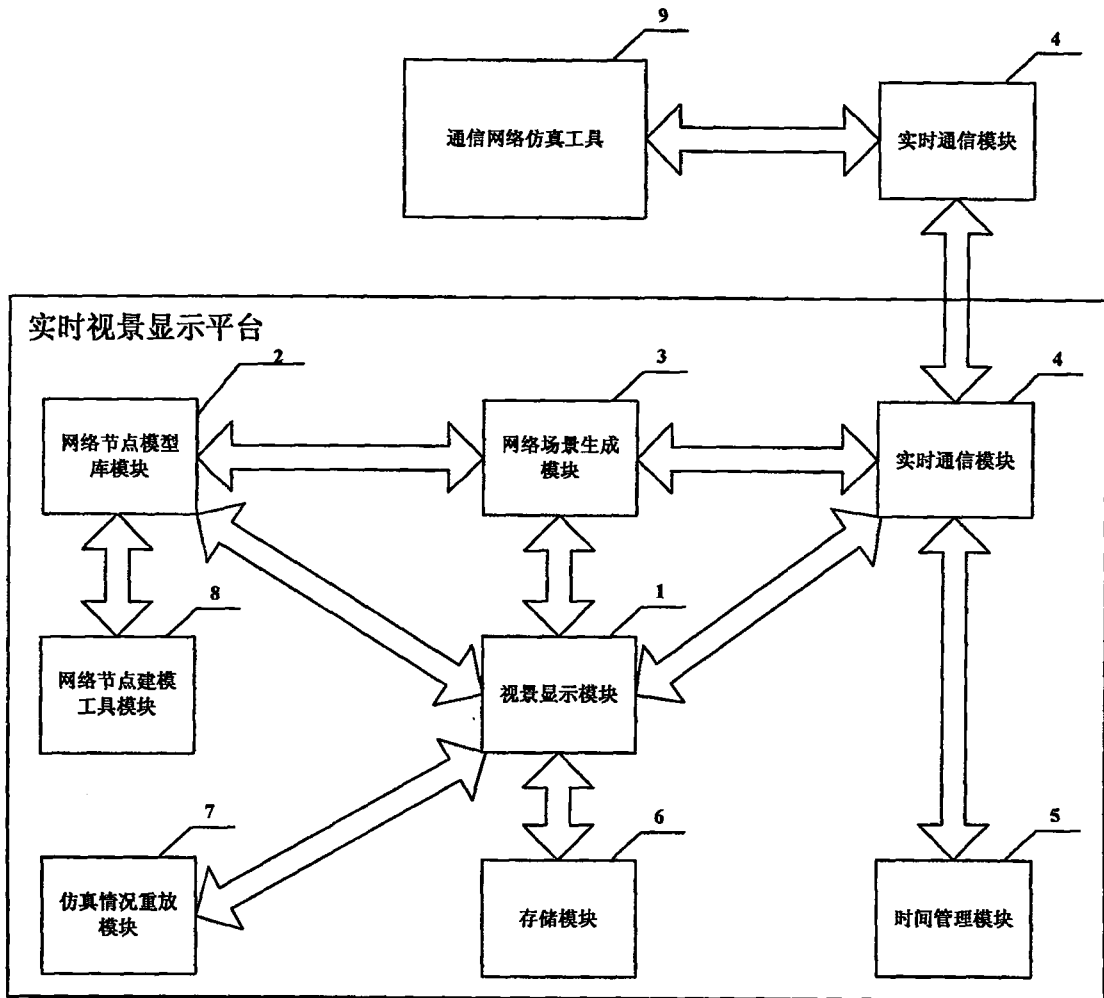 9
4
通信网络仿真工具
实时通信模块
实时视景显示平台
2
3
4
网络节点模型
库模块
网络场景生成
模块
实时通信模块
8
1
网络节点建模
工具模块
视景显示模块
7
6
5
仿真情况重放
模块
存储模块
时间管理模块